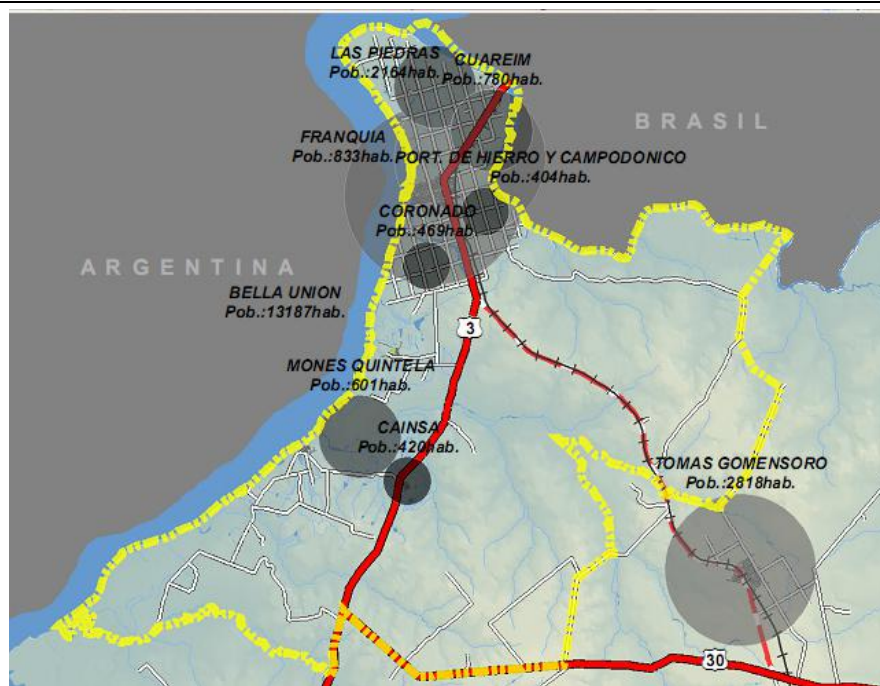 LAS PIEDRAS
Pob.:2164hab.
CUAREIM
Pob.:780hab.
BRASIL
FRANQUIA
Pob.:833hab.
PORT. DE HIERRO Y CAMPODONICO
Pob.:404hab.
CORONADO
Pob.:469hab
ARGENTINA
BELLA UNION
Pob.:13187hab.
3
MONES QUINTELA
Pob.:601hab.
CAINSA
Pob.:420hab.
TOMAS GOMENSORO
Pob.:2818hab.
30